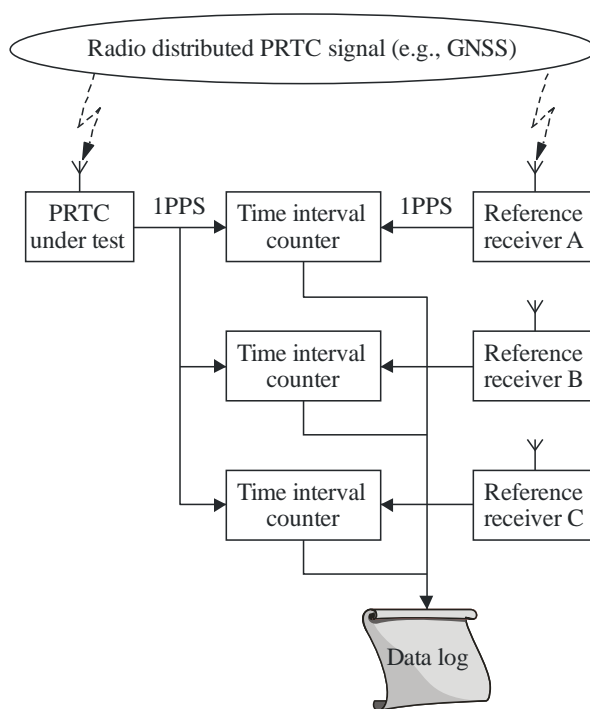 Radio distributed PRTC signal (e.g., GNSS)
PRTC
under test
1PPS
Time interval
counter
1PPS
Reference
receiver A
Time interval
counter
Reference
receiver B
Time interval
counter
Reference
receiver C
Data log